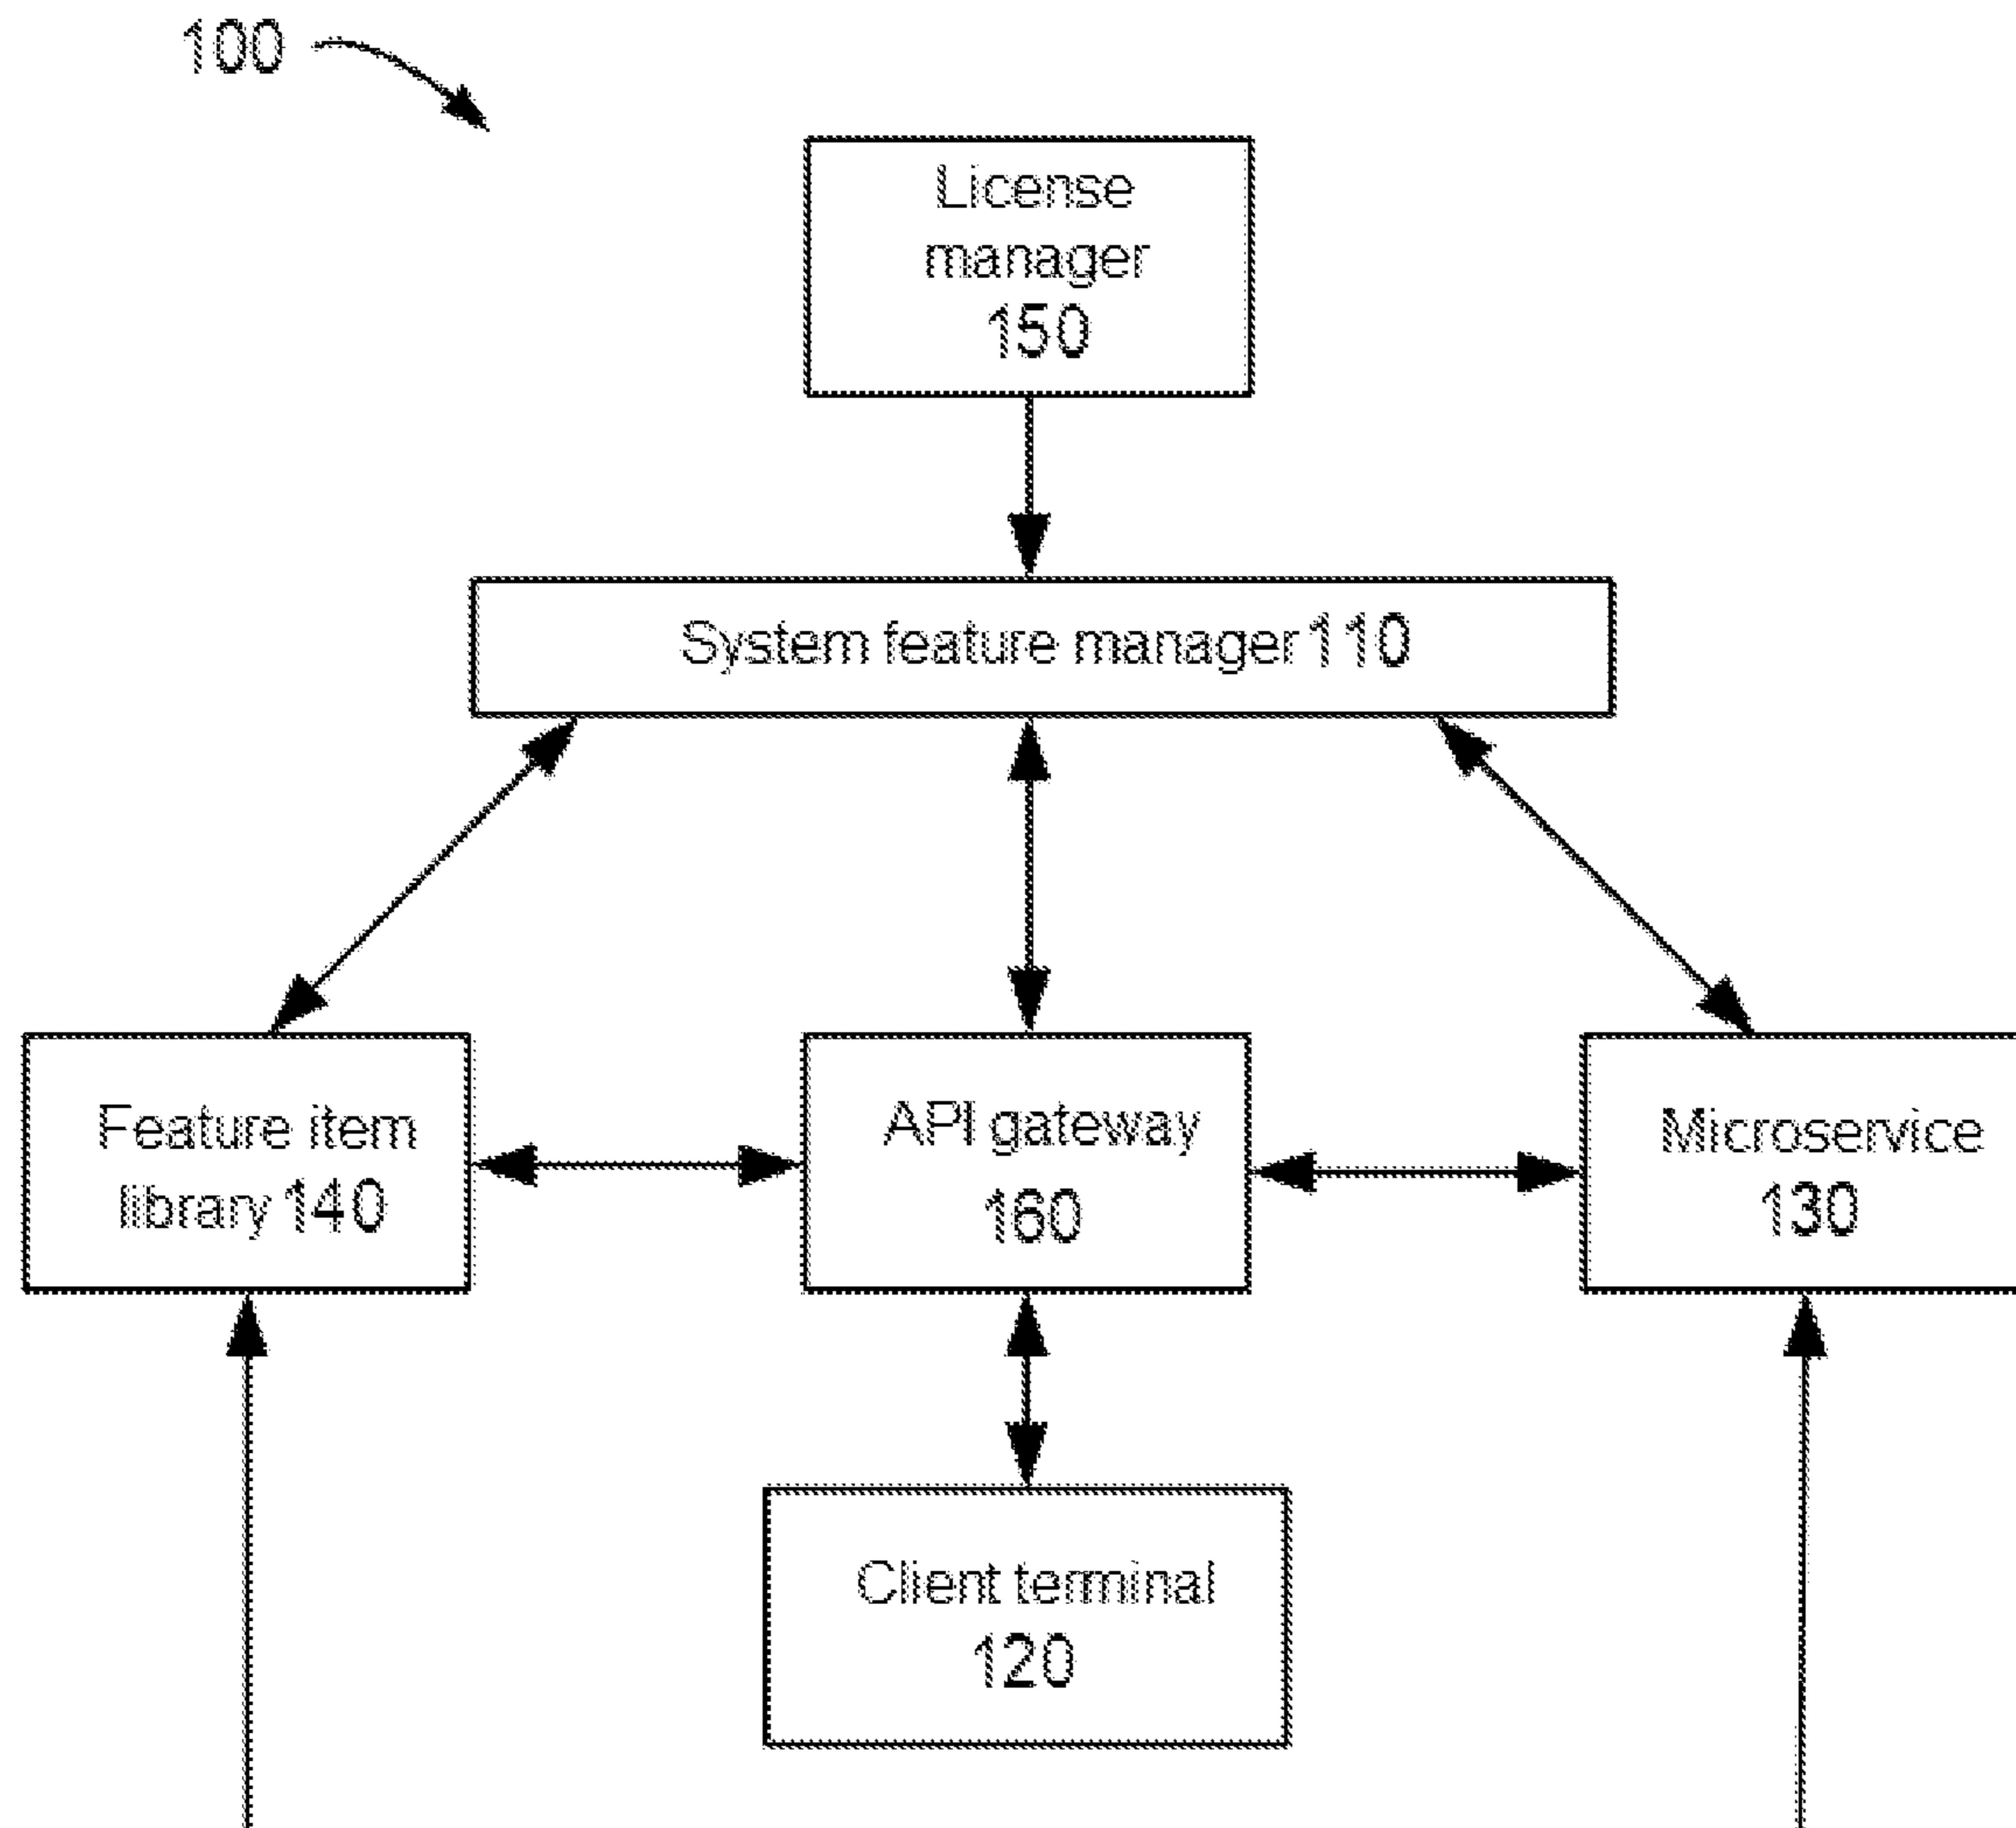 100
License
manager
150
System feature manager 110
Feature item
library 140
API gateway
160
Microservice
130
Client terminal
120